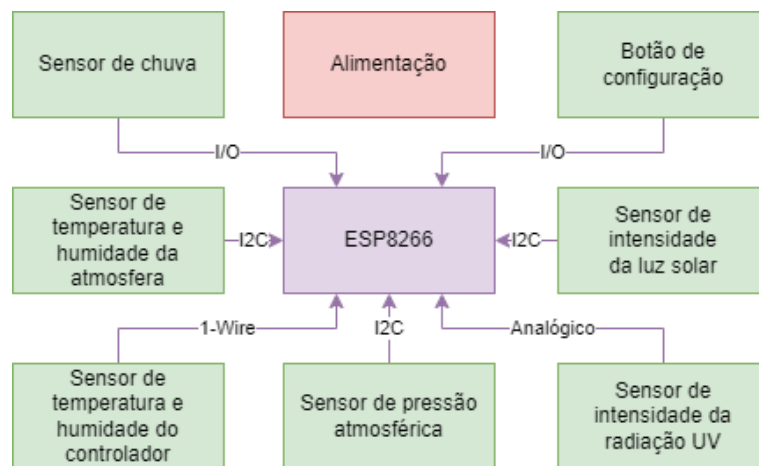 Sensor de chuva
Alimentação
Botão de
configuração
I/O
I/O
Sensor de
temperatura e
humidade da
atmosfera
I2C
ESP8266
I2C
Sensor de
intensidade
da luz solar
1-Wire
I2C
Analógico
Sensor de
temperatura e
humidade do
controlador
Sensor de pressão
atmosférica
Sensor de
intensidade da
radiação UV